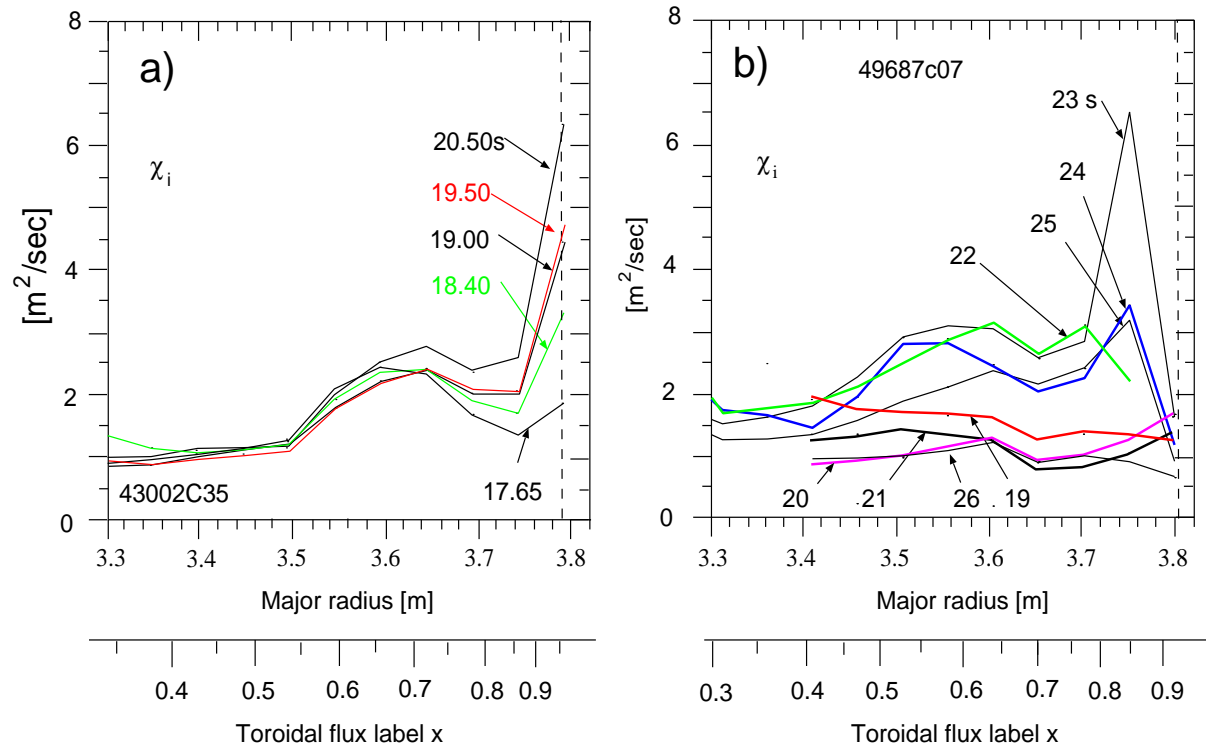 a)
8
6
4
2
0
[m²/sec]
χi
20.50s
19.50
19.00
18.40
17.65
43002C35
3.3 3.4 3.5 3.6 3.7 3.8
Major radius [m]
0.4 0.5 0.6 0.7 0.8 0.9
Toroidal flux label x
b)
49687c07
8
6
4
2
0
[m²/sec]
χi
23 s
24
25
22
20 21 26 . 19
3.3 3.4 3.5 3.6 3.7 3.8
Major radius [m]
0.3 0.4 0.5 0.6 0.7 0.8 0.9
Toroidal flux label x